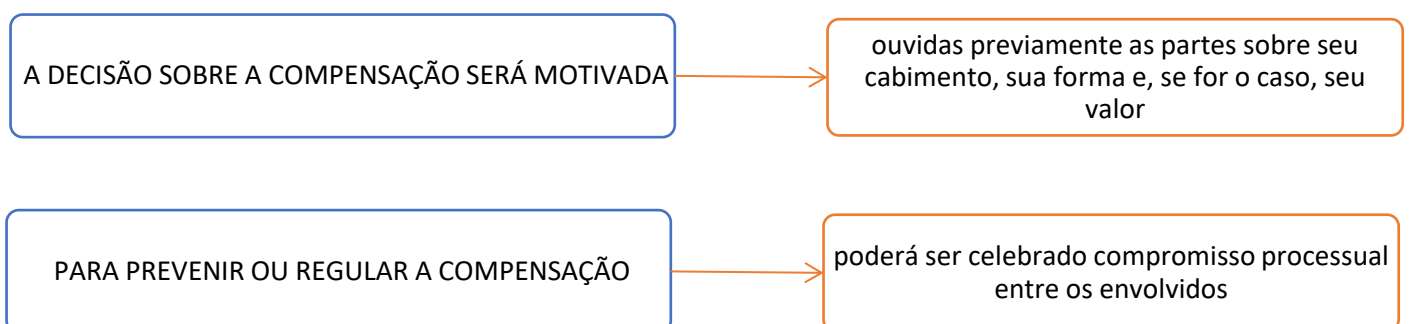 A DECISÃO SOBRE A COMPENSAÇÃO SERÁ MOTIVADA
ouvidas previamente as partes sobre seu
cabimento, sua forma e, se for o caso, seu
valor
PARA PREVENIR OU REGULAR A COMPENSAÇÃO
poderá ser celebrado compromisso processual
entre os envolvidos